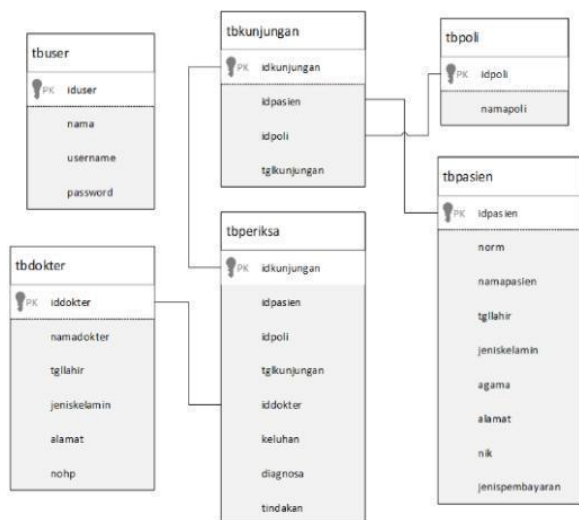 tbuser
PK iduser
nama
username
password
tbkunjungan
PK idkunjungan
idpasien
idpoli
tglkunjungan
tbpoli
PK idpoli
namapoli
tbpasien
PK idpasien
norm
namapasien
tgllahir
jeniskelamin
agama
alamat
nik
jenispembayaran
tbdokter
PK iddokter
namadokter
tgllahir
jeniskelamin
alamat
nohp
tbperiksa
PK idkunjungan
idpasien
idpoli
tglkunjungan
iddokter
keluhan
diagnosa
tindakan